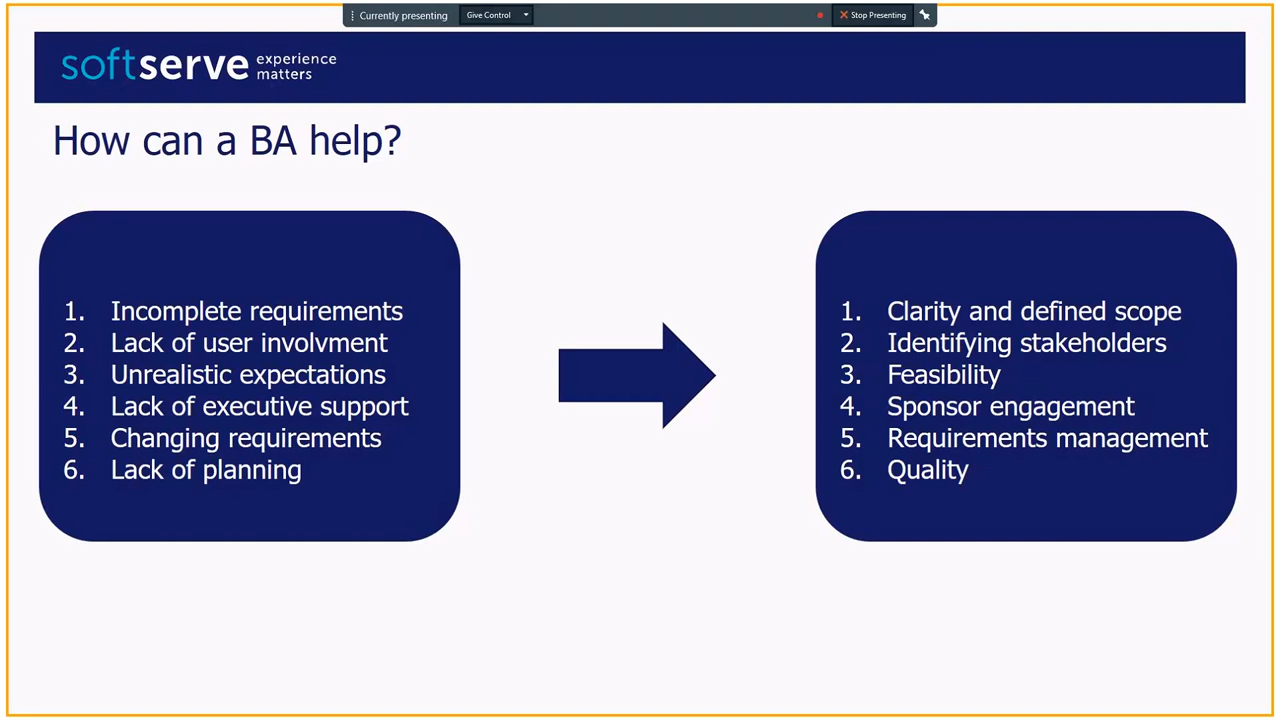 Currently presenting
Give Control
Stop Presenting
softserve experience matters
How can a BA help?
1. Incomplete requirements
2. Lack of user involvment
3. Unrealistic expectations
4. Lack of executive support
5. Changing requirements
6. Lack of planning
1. Clarity and defined scope
2. Identifying stakeholders
3. Feasibility
4. Sponsor engagement
5. Requirements management
6. Quality